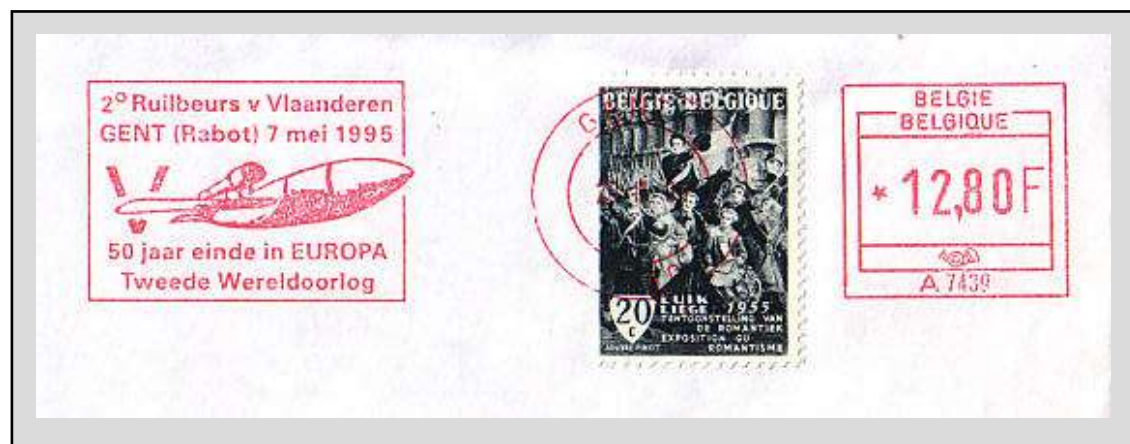 2° Ruilbeurs v Vlaanderen
GENT (Rabot) 7 mei 1995
V
50 jaar einde in EUROPA
Tweede Wereldoorlog
BELGIE-BELGIQUE
20
C
LUIK
LIEGE 1955
TENTOONSTELLING VAN
DE ROMANTIEK
EXPOSITION DU
ROMANTISME
BELGIE
BELGIQUE
* 12,80F
A 7439